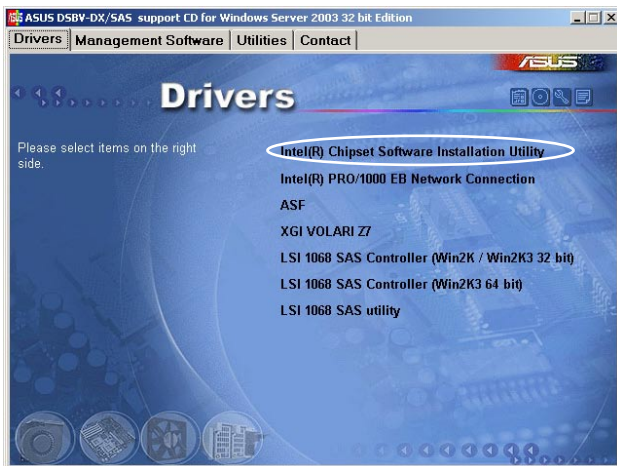 ASUS DSBV-DX/SAS support CD for Windows Server 2003 32 bit Edition
Drivers Management Software Utilities Contact
ASUS
Drivers
Please select items on the right
side.
Intel(R) Chipset Software Installation Utility
Intel(R) PRO/1000 EB Network Connection
ASF
XGI VOLARI Z7
LSI 1068 SAS Controller (Win2K / Win2K3 32 bit)
LSI 1068 SAS Controller (Win2K3 64 bit)
LSI 1068 SAS utility